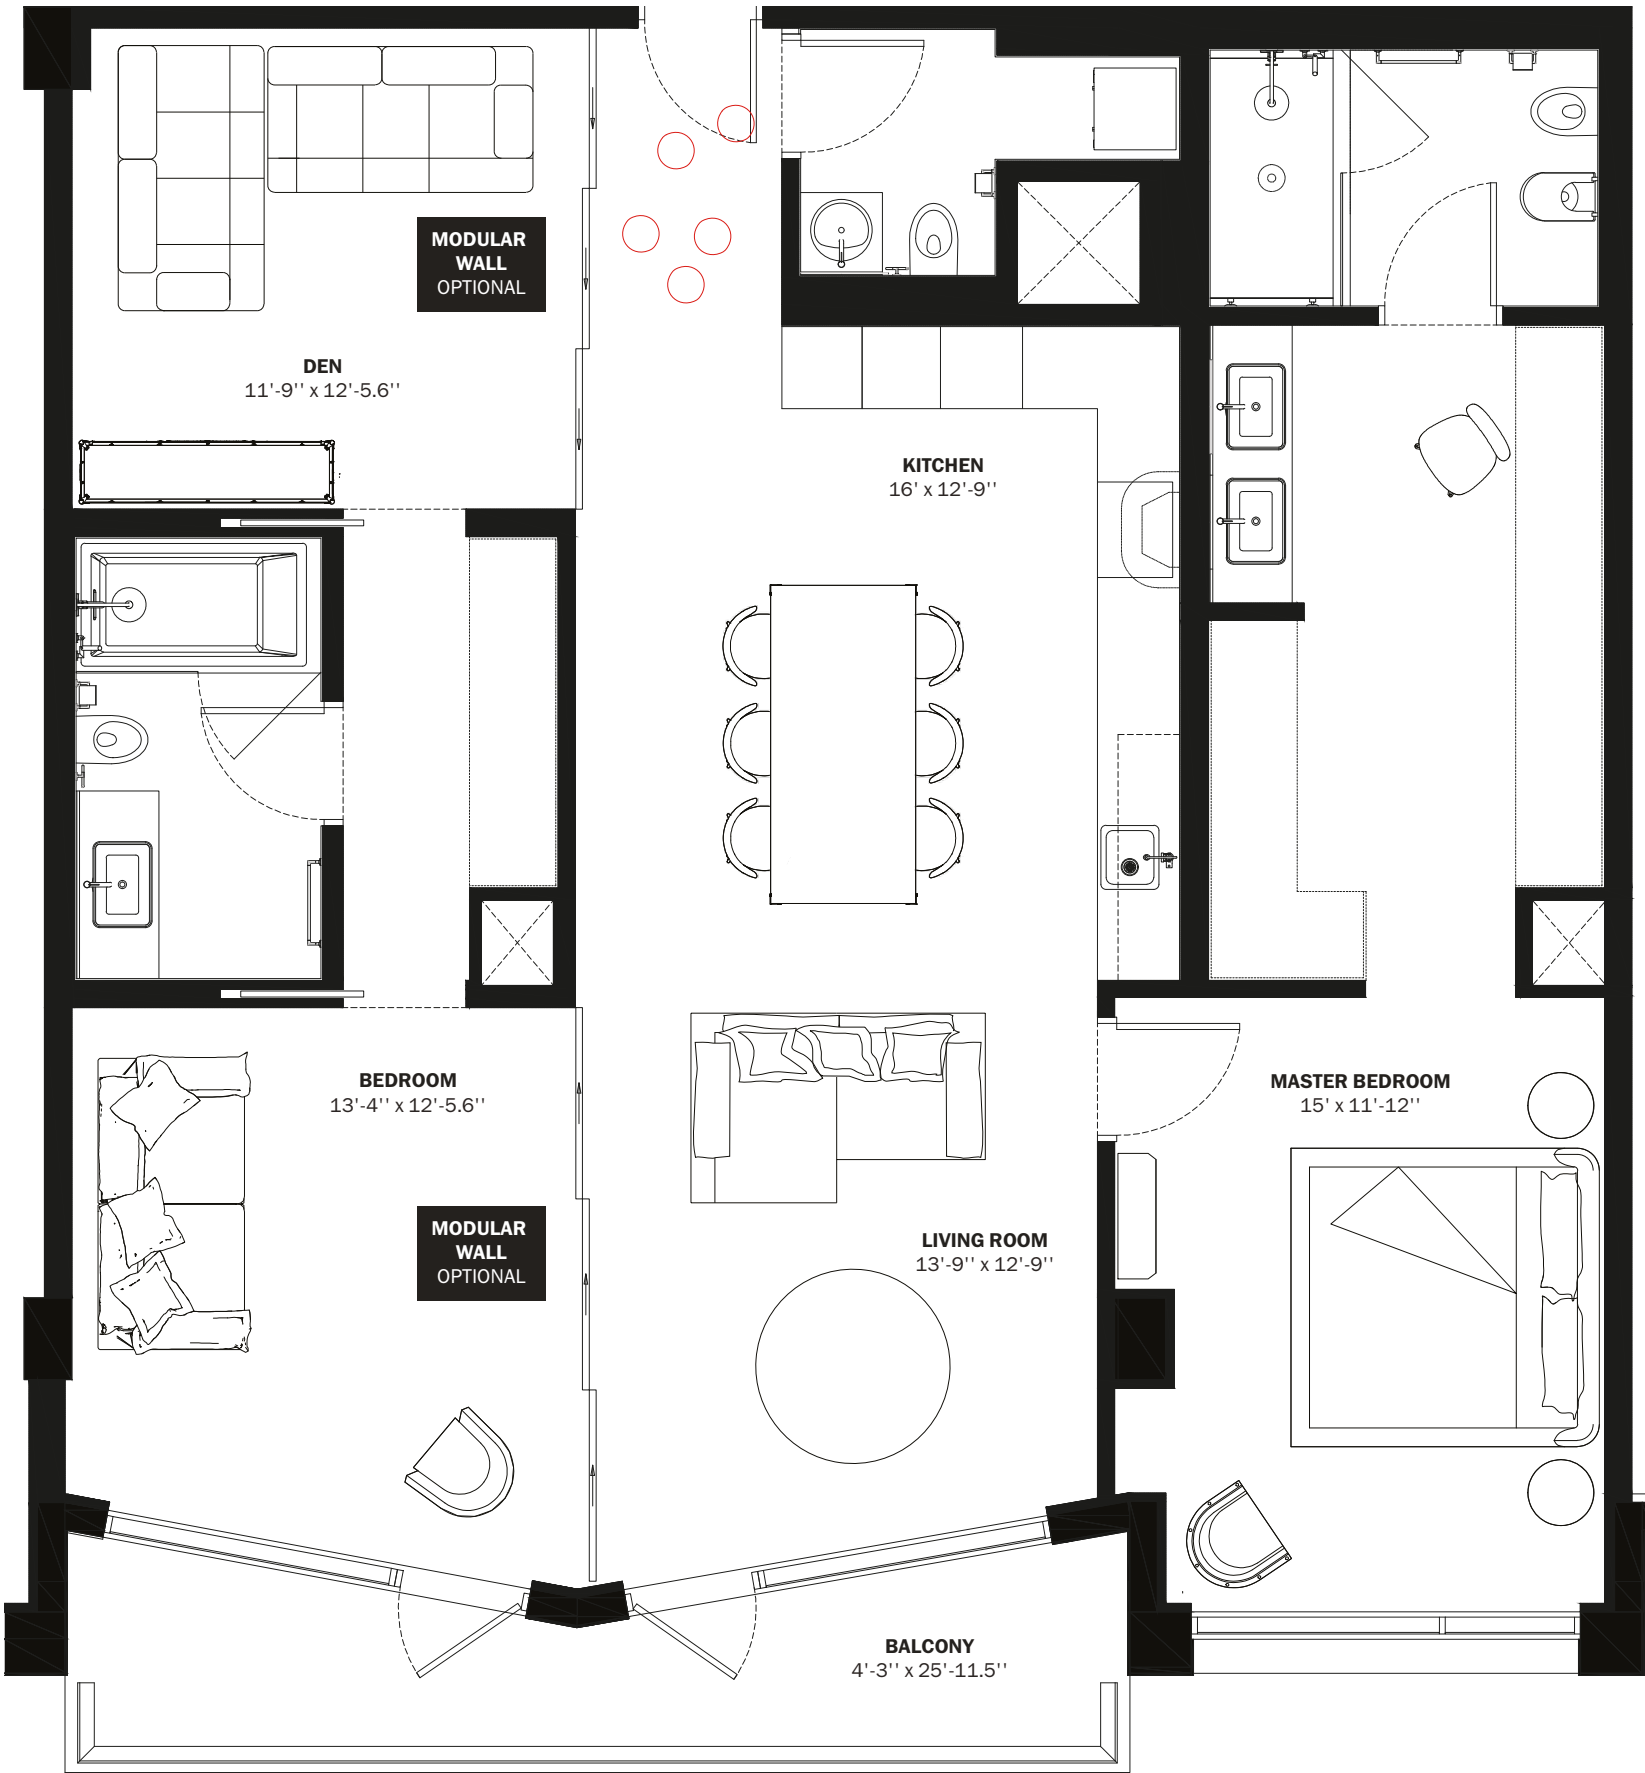 MODULAR
WALL
OPTIONAL
DEN
11'-9'' x 12'-5.6''
KITCHEN
16' x 12'-9''
BEDROOM
13'-4'' x 12'-5.6''
MASTER BEDROOM
15' x 11'-12''
MODULAR
WALL
OPTIONAL
LIVING ROOM
13'-9'' x 12'-9''
BALCONY
4'-3'' x 25'-11.5''